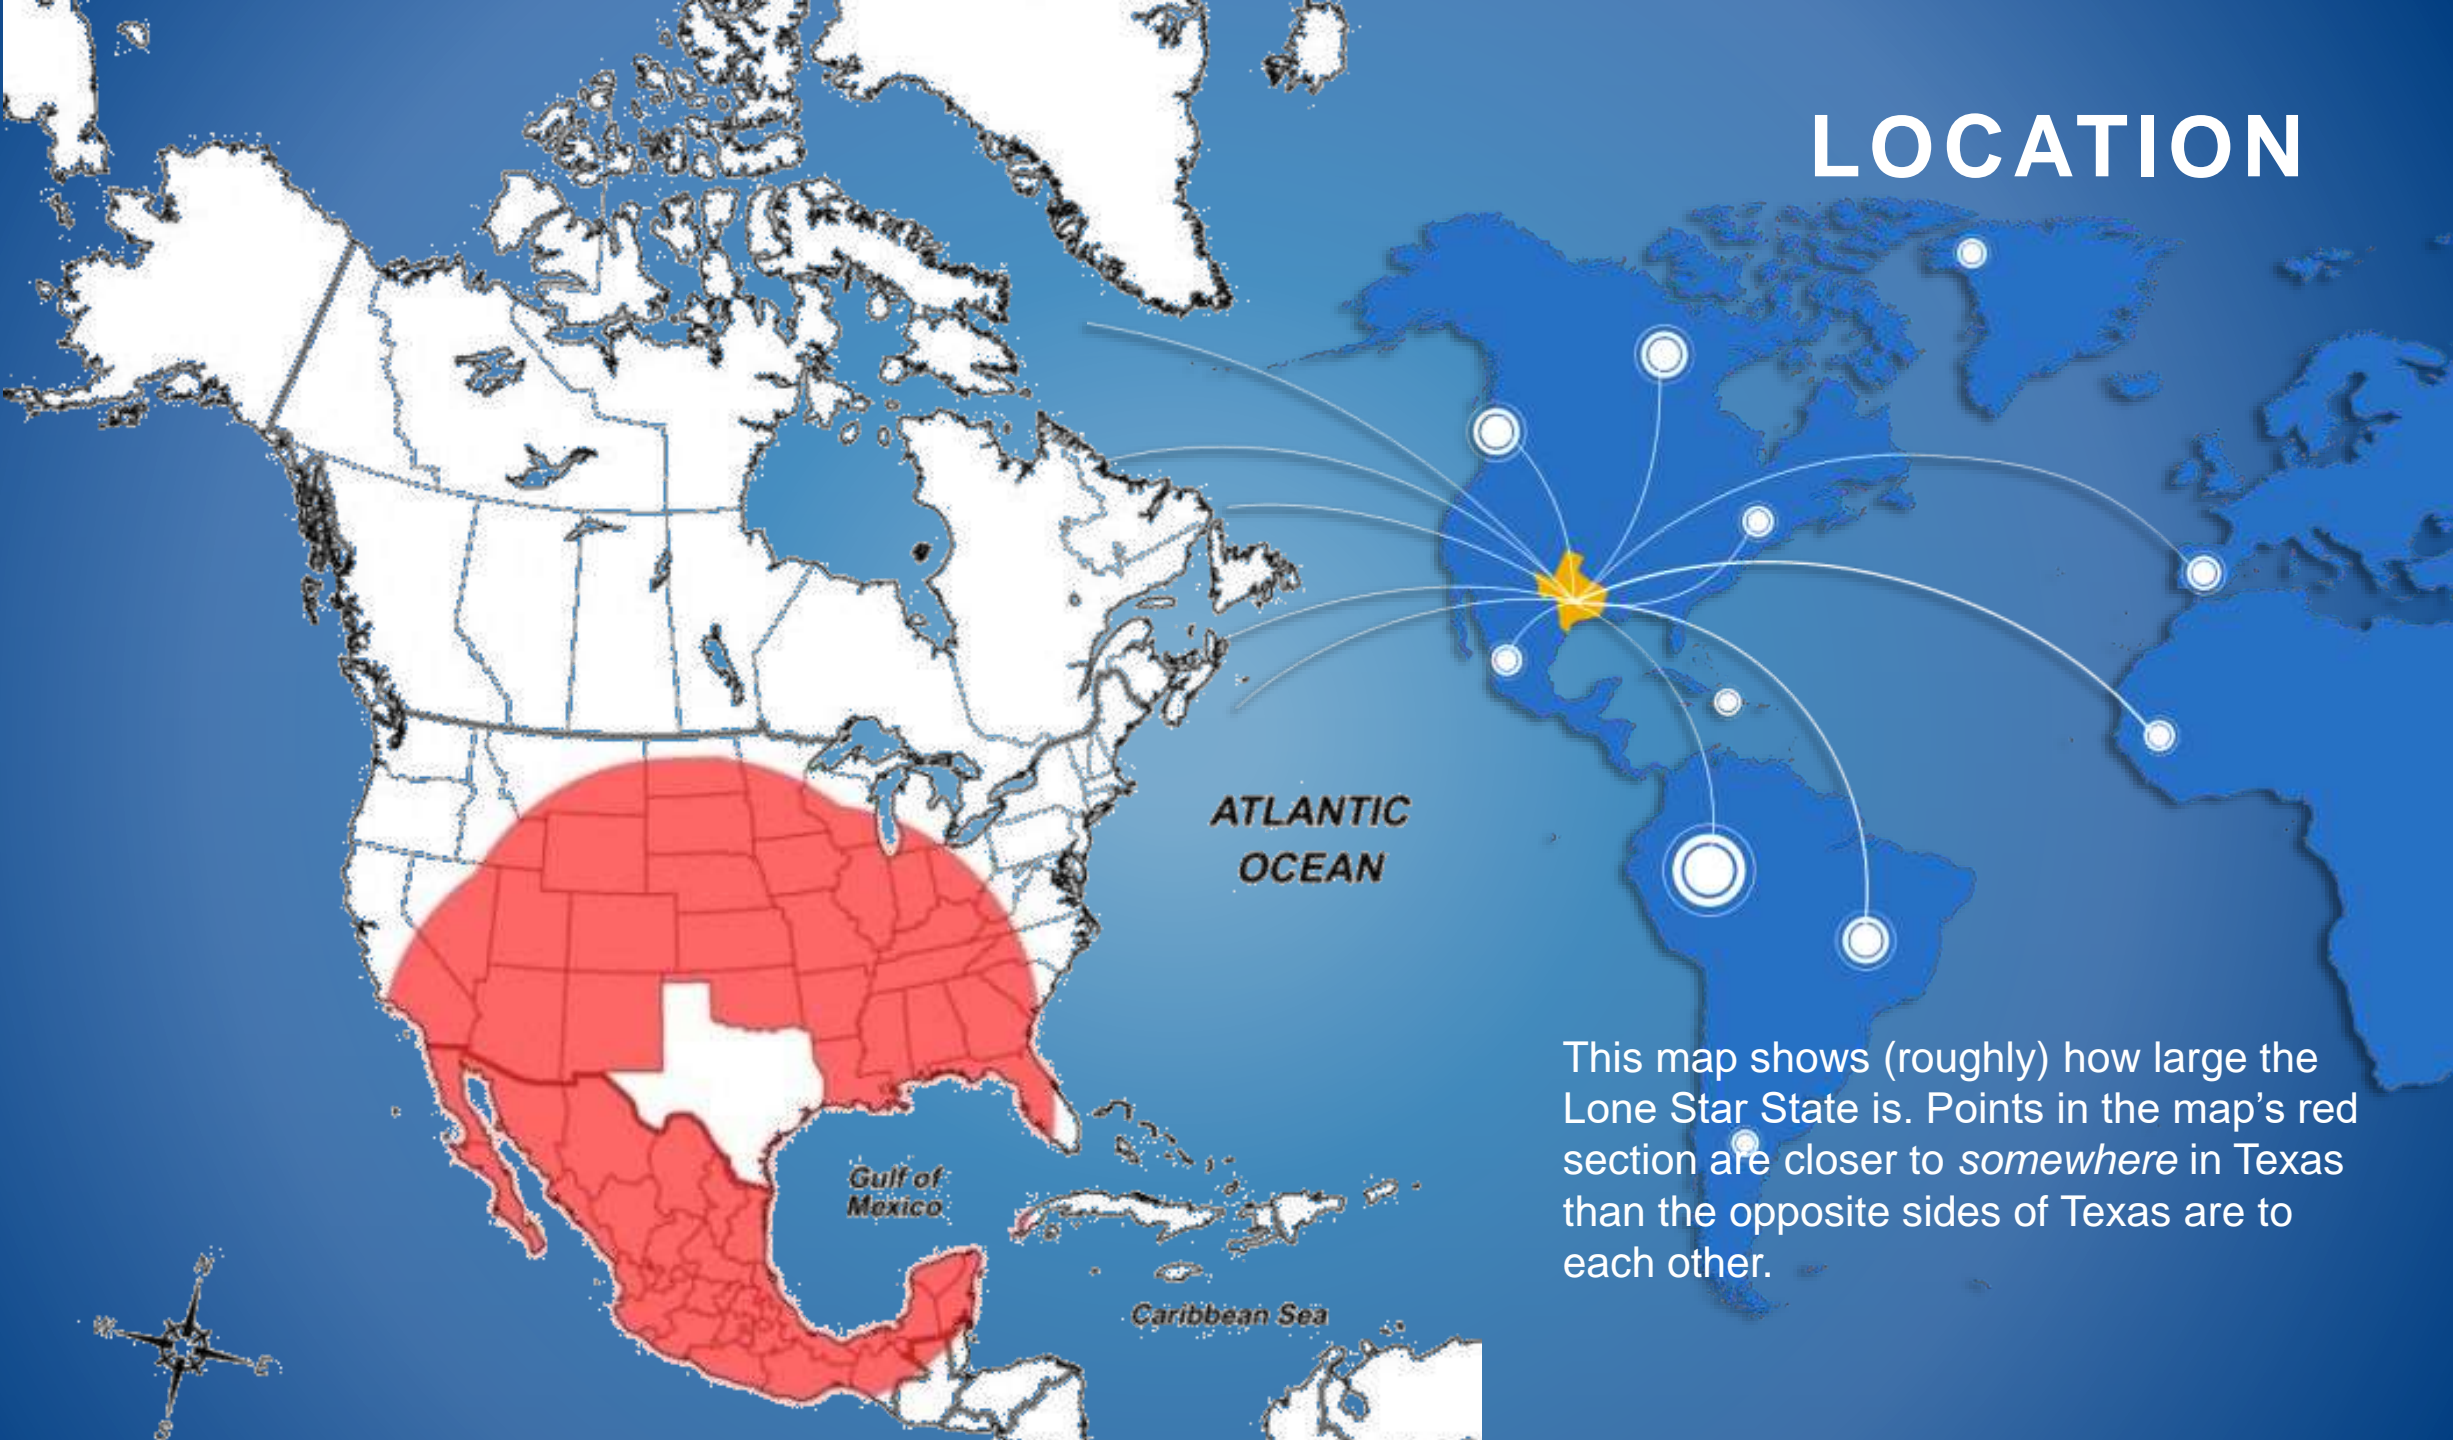 LOCATION
ATLANTIC
OCEAN
This map shows (roughly) how large the
Lone Star State is. Points in the map’s red
section are closer to somewhere in Texas
than the opposite sides of Texas are to
each other.
Gulf of
Mexico
Caribbean Sea
N
W
E
S